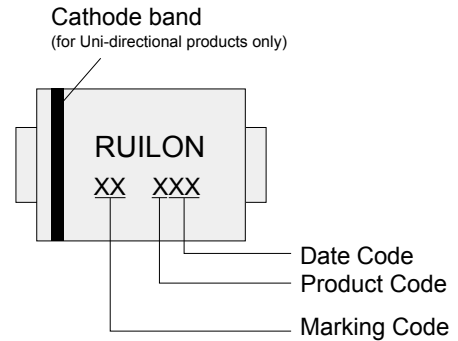 Cathode band
(for Uni-directional products only)
RUILON
XX XXX
Date Code
Product Code
Marking Code